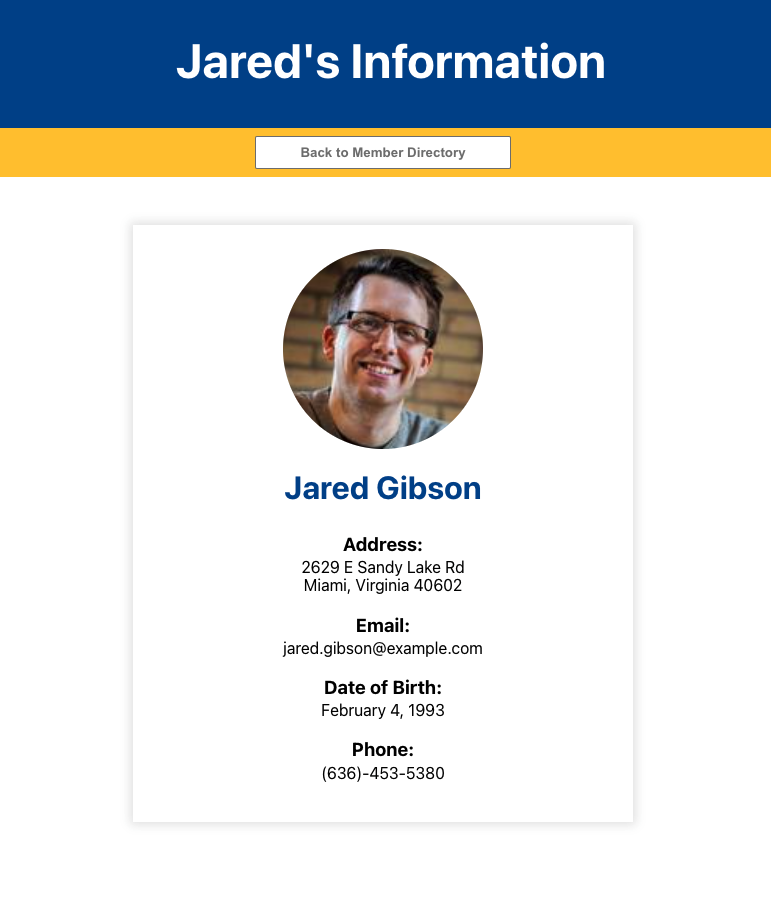 Jared's Information
Back to Member Directory
Jared Gibson
Address:
2629 E Sandy Lake Rd
Miami, Virginia 40602
Email:
jared.gibson@example.com
Date of Birth:
February 4, 1993
Phone:
(636)-453-5380